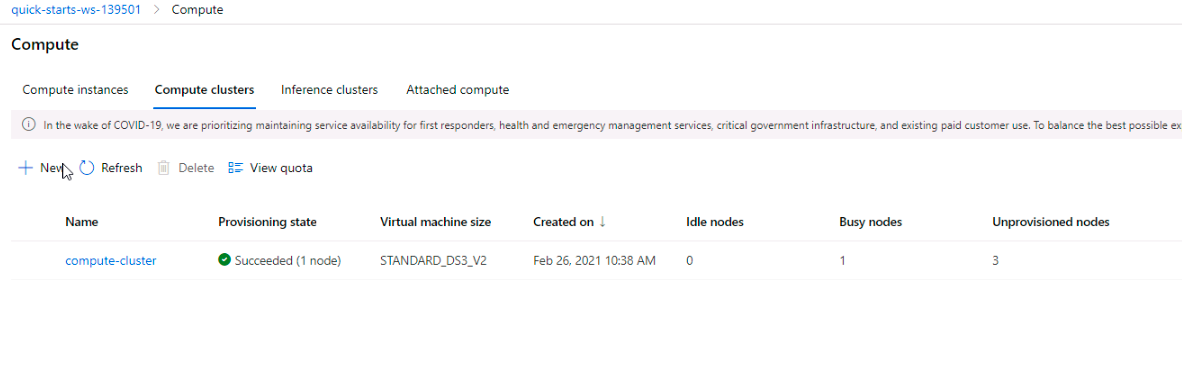 quick-starts-ws-139501 > Compute
Compute
Compute instances Compute clusters Inference clusters Attached compute
In the wake of COVID-19, we are prioritizing maintaining service availability for first responders, health and emergency management services, critical government infrastructure, and existing paid customer use. To balance the best possible ex
New Refresh Delete View quota
Name Provisioning state Virtual machine size Created on ↓ Idle nodes Busy nodes Unprovisioned nodes
compute-cluster Succeeded (1 node) STANDARD_DS3_V2 Feb 26, 2021 10:38 AM 0 1 3